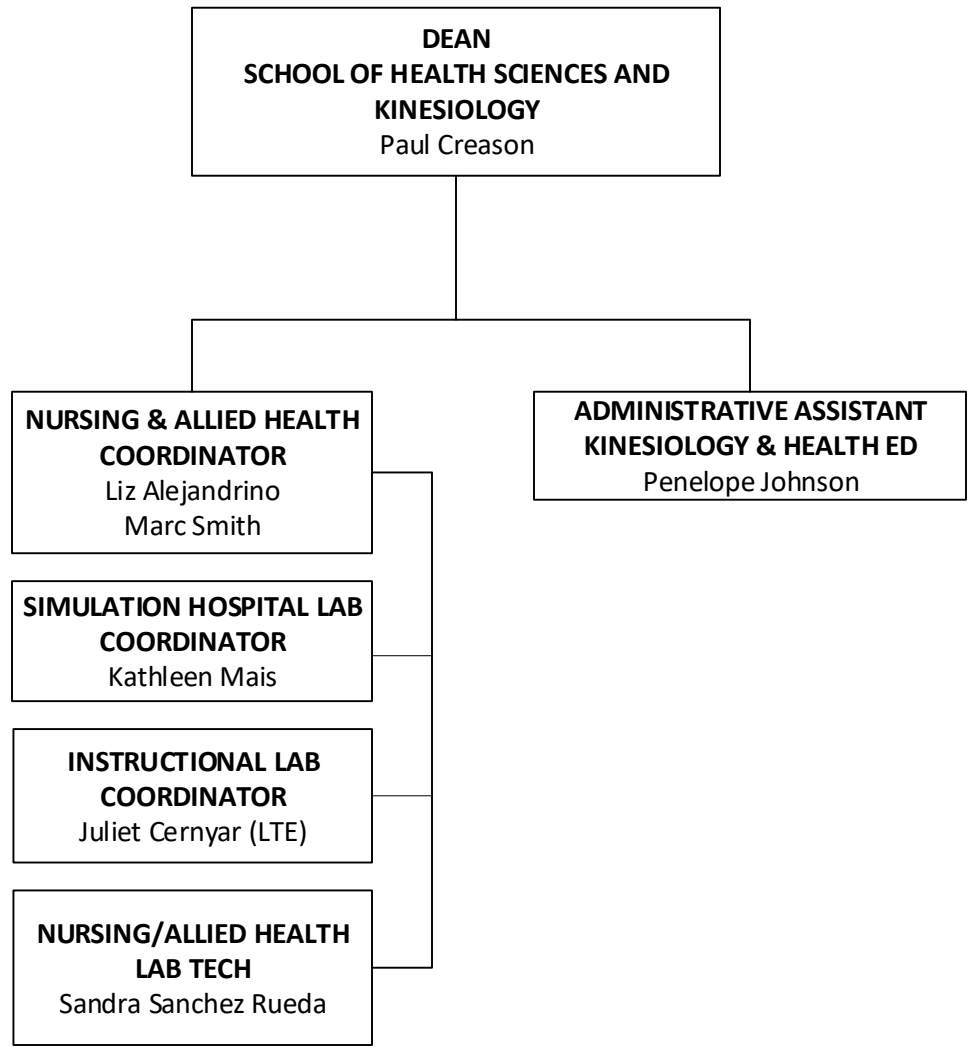 DEAN
SCHOOL OF HEALTH SCIENCES AND
KINESIOLOGY
Paul Creason
NURSING & ALLIED HEALTH
COORDINATOR
Liz Alejandrino
Marc Smith
ADMINISTRATIVE ASSISTANT
KINESIOLOGY & HEALTH ED
Penelope Johnson
SIMULATION HOSPITAL LAB
COORDINATOR
Kathleen Mais
INSTRUCTIONAL LAB
COORDINATOR
Juliet Cernyar (LTE)
NURSING/ALLIED HEALTH
LAB TECH
Sandra Sanchez Rueda